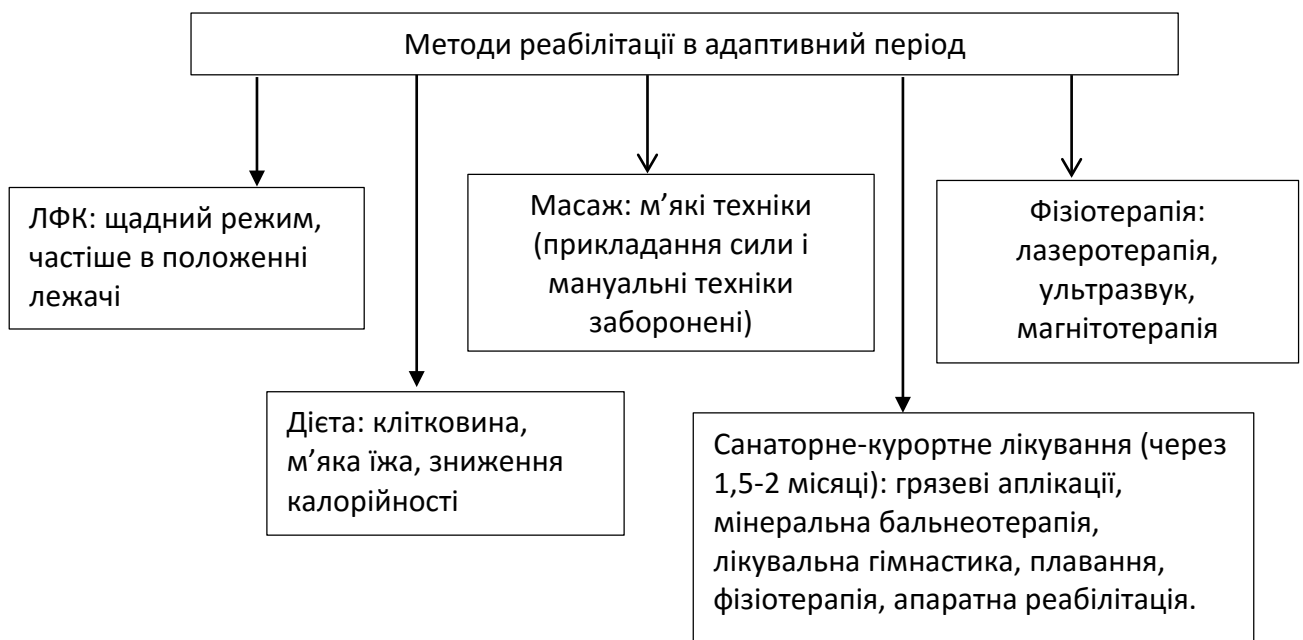 Методи реабілітації в адаптивний період
ЛФК: щадний режим,
частіше в положенні
лежачі
Масаж: м’які техніки
(прикладання сили і
мануальні техніки
заборонені)
Фізіотерапія:
лазеротерапія,
ультразвук,
магнітотерапія
Дієта: клітковина,
м’яка їжа, зниження
калорійності
Санаторне-курортне лікування (через
1,5-2 місяці): грязеві аплікації,
мінеральна бальнеотерапія,
лікувальна гімнастика, плавання,
фізіотерапія, апаратна реабілітація.